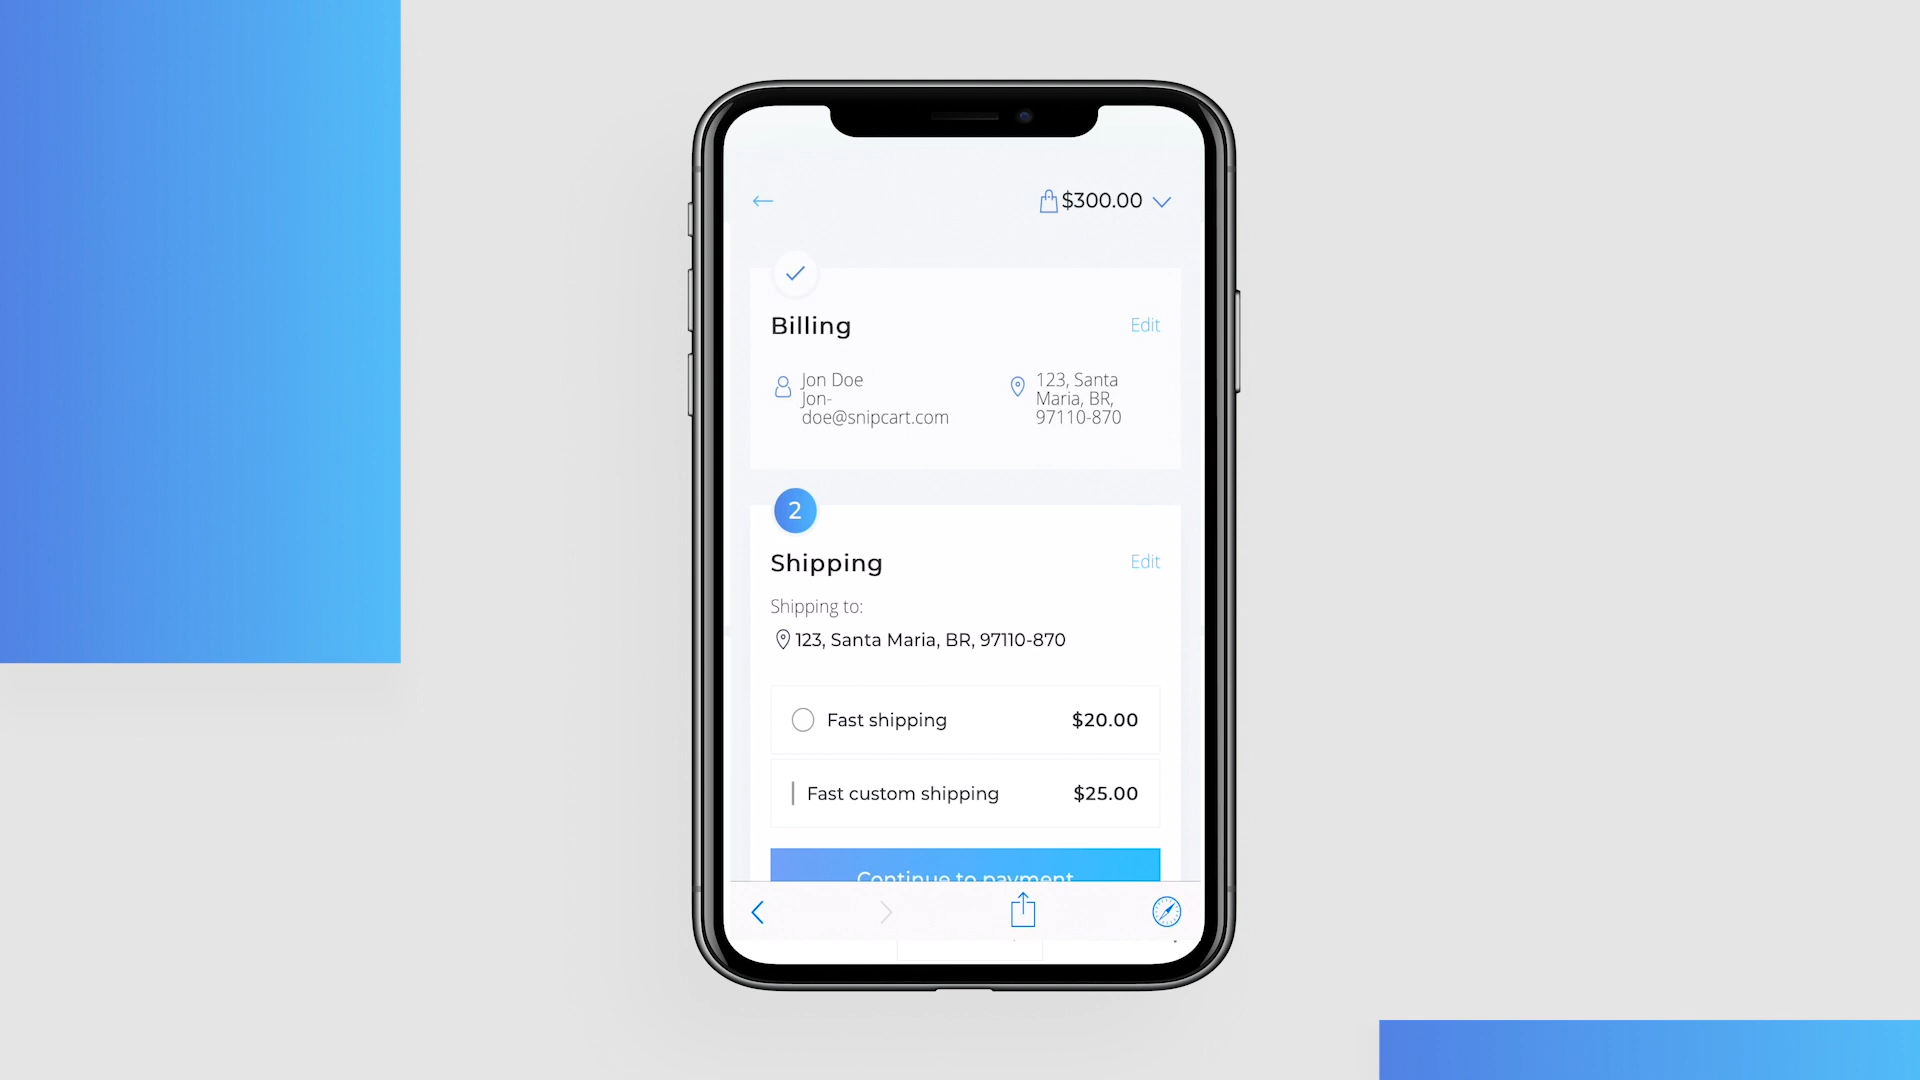 $300.00
Billing
Edit
Jon Doe
Jon-
doe@snipcart.com
123, Santa
Maria, BR,
97110-870
2
Shipping
Edit
Shipping to:
123, Santa Maria, BR, 97110-870
Fast shipping
$20.00
Fast custom shipping
$25.00
Continue to payment